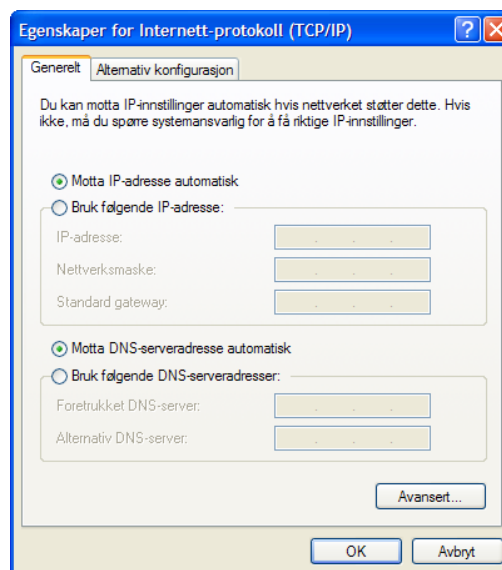 Egenskaper for Internett-protokoll (TCP/IP)
Generelt
Alternativ konfigurasjon
Du kan motta IP-innstillinger automatisk hvis nettverket støtter dette. Hvis
ikke, må du spørre systemansvarlig for å få riktige IP-innstillinger.
Motta IP-adresse automatisk
Bruk følgende IP-adresse:
IP-adresse:
Nettverksmaske:
Standard gateway:
Motta DNS-serveradresse automatisk
Bruk følgende DNS-serveradresser:
Foretrukket DNS-server:
Alternativ DNS-server:
Avansert...
OK
Avbryt